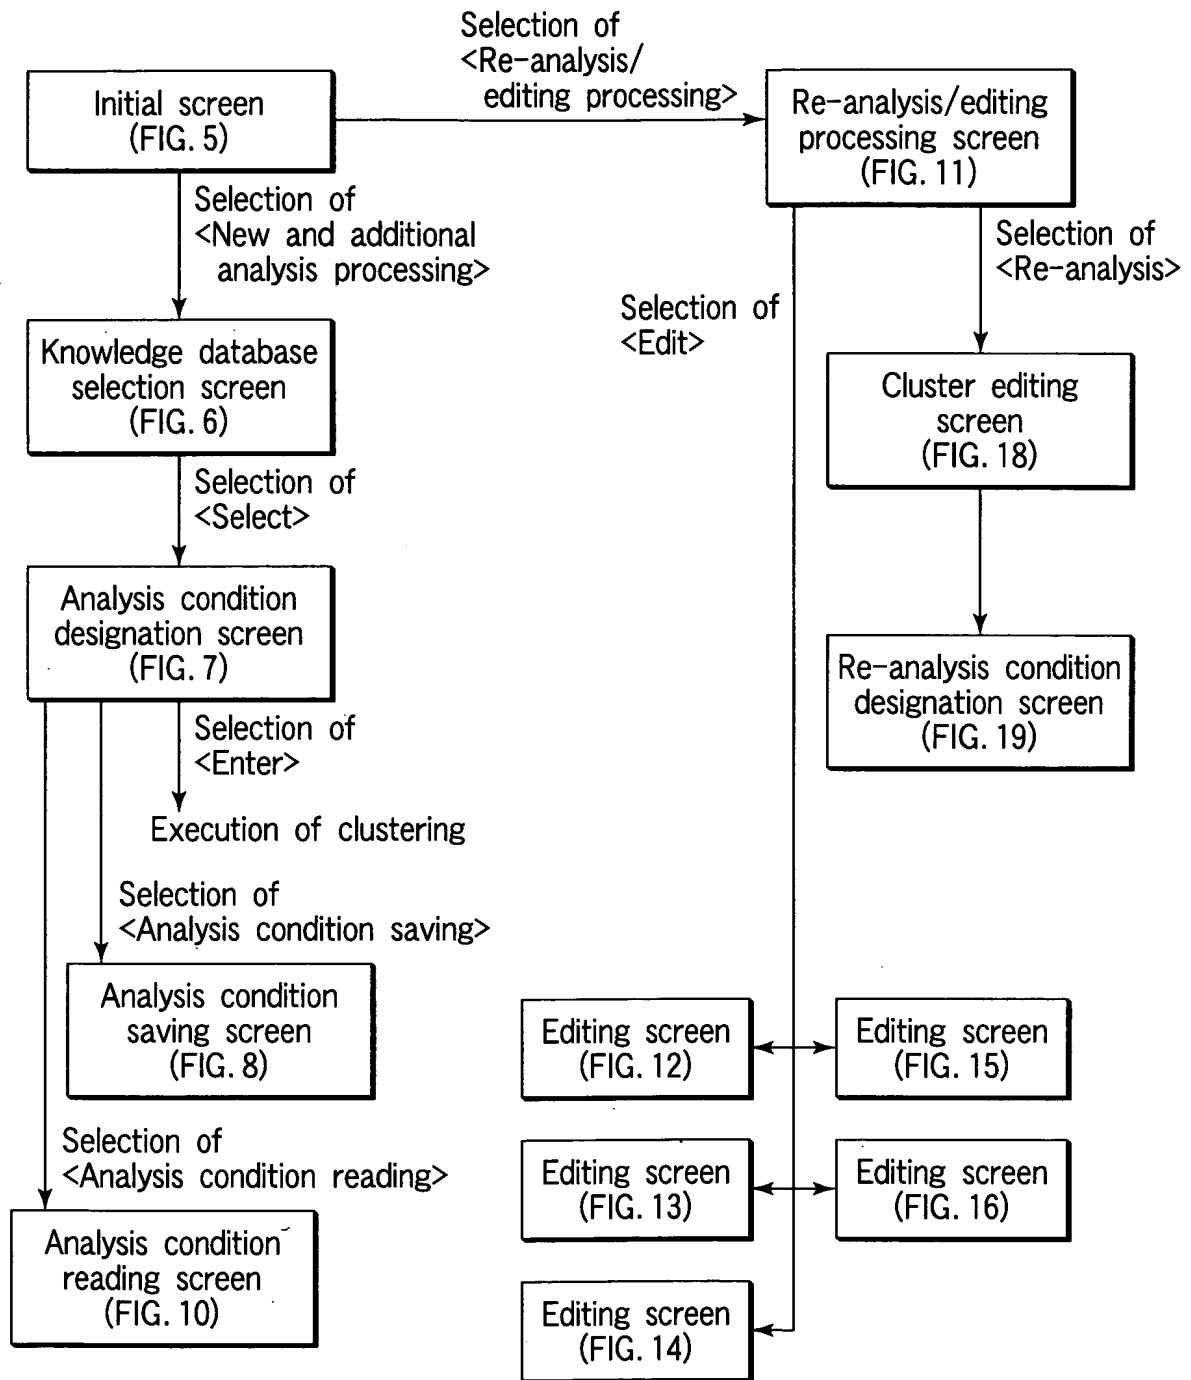 Selection of
<Re-analysis/
editing processing>
Initial screen
(FIG. 5)
Re-analysis/editing
processing screen
(FIG. 11)
Selection of
<New and additional
analysis processing>
Selection of
<Re-analysis>
Selection of
<Edit>
Knowledge database
selection screen
(FIG. 6)
Cluster editing
screen
(FIG. 18)
Selection of
<Select>
Analysis condition
designation screen
(FIG. 7)
Re-analysis condition
designation screen
(FIG. 19)
Selection of
<Enter>
Execution of clustering
Selection of
<Analysis condition saving>
Analysis condition
saving screen
(FIG. 8)
Selection of
<Analysis condition reading>
Analysis condition
reading screen
(FIG. 10)
Editing screen
(FIG. 12)
Editing screen
(FIG. 15)
Editing screen
(FIG. 13)
Editing screen
(FIG. 16)
Editing screen
(FIG. 14)